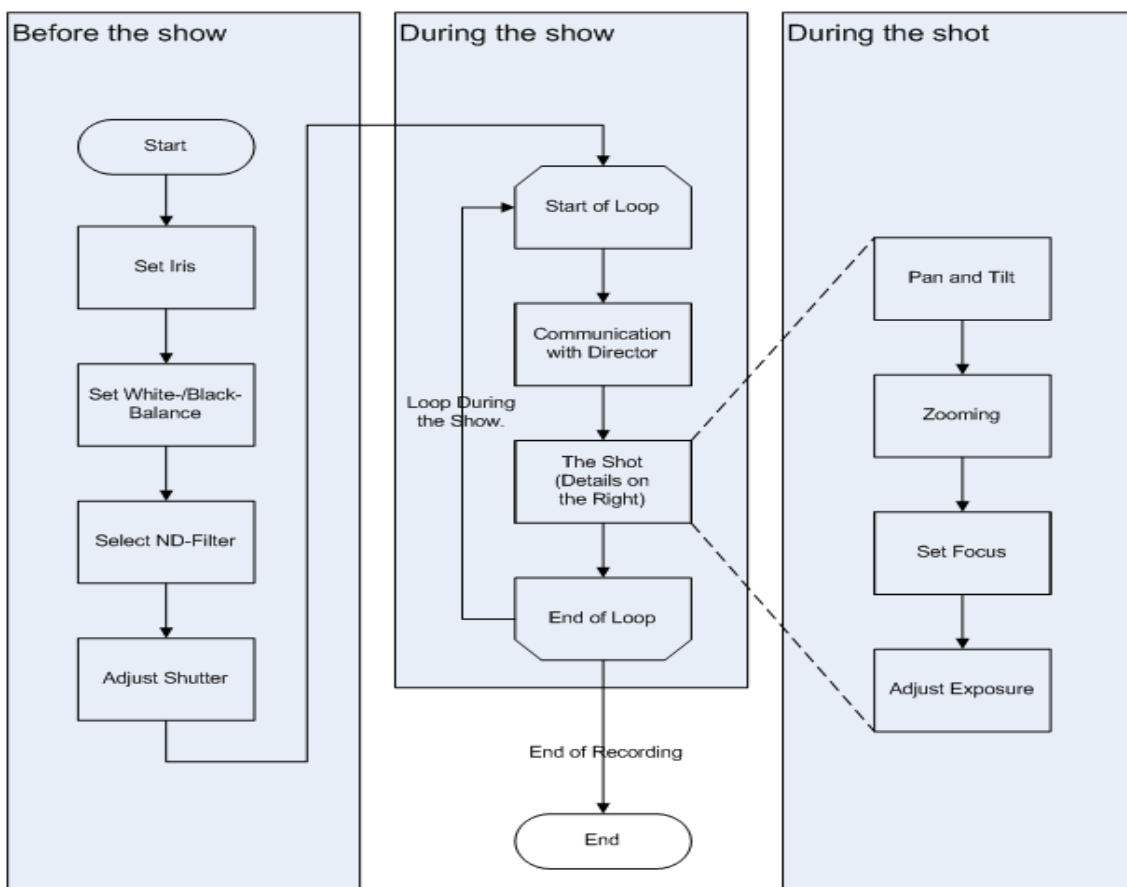 Before the show
Start
Set Iris
Set White-/Black-
Balance
Select ND-Filter
Adjust Shutter
During the show
Start of Loop
Communication
with Director
Loop During
the Show.
The Shot
(Details on
the Right)
End of Loop
End of Recording
End
During the shot
Pan and Tilt
Zooming
Set Focus
Adjust Exposure